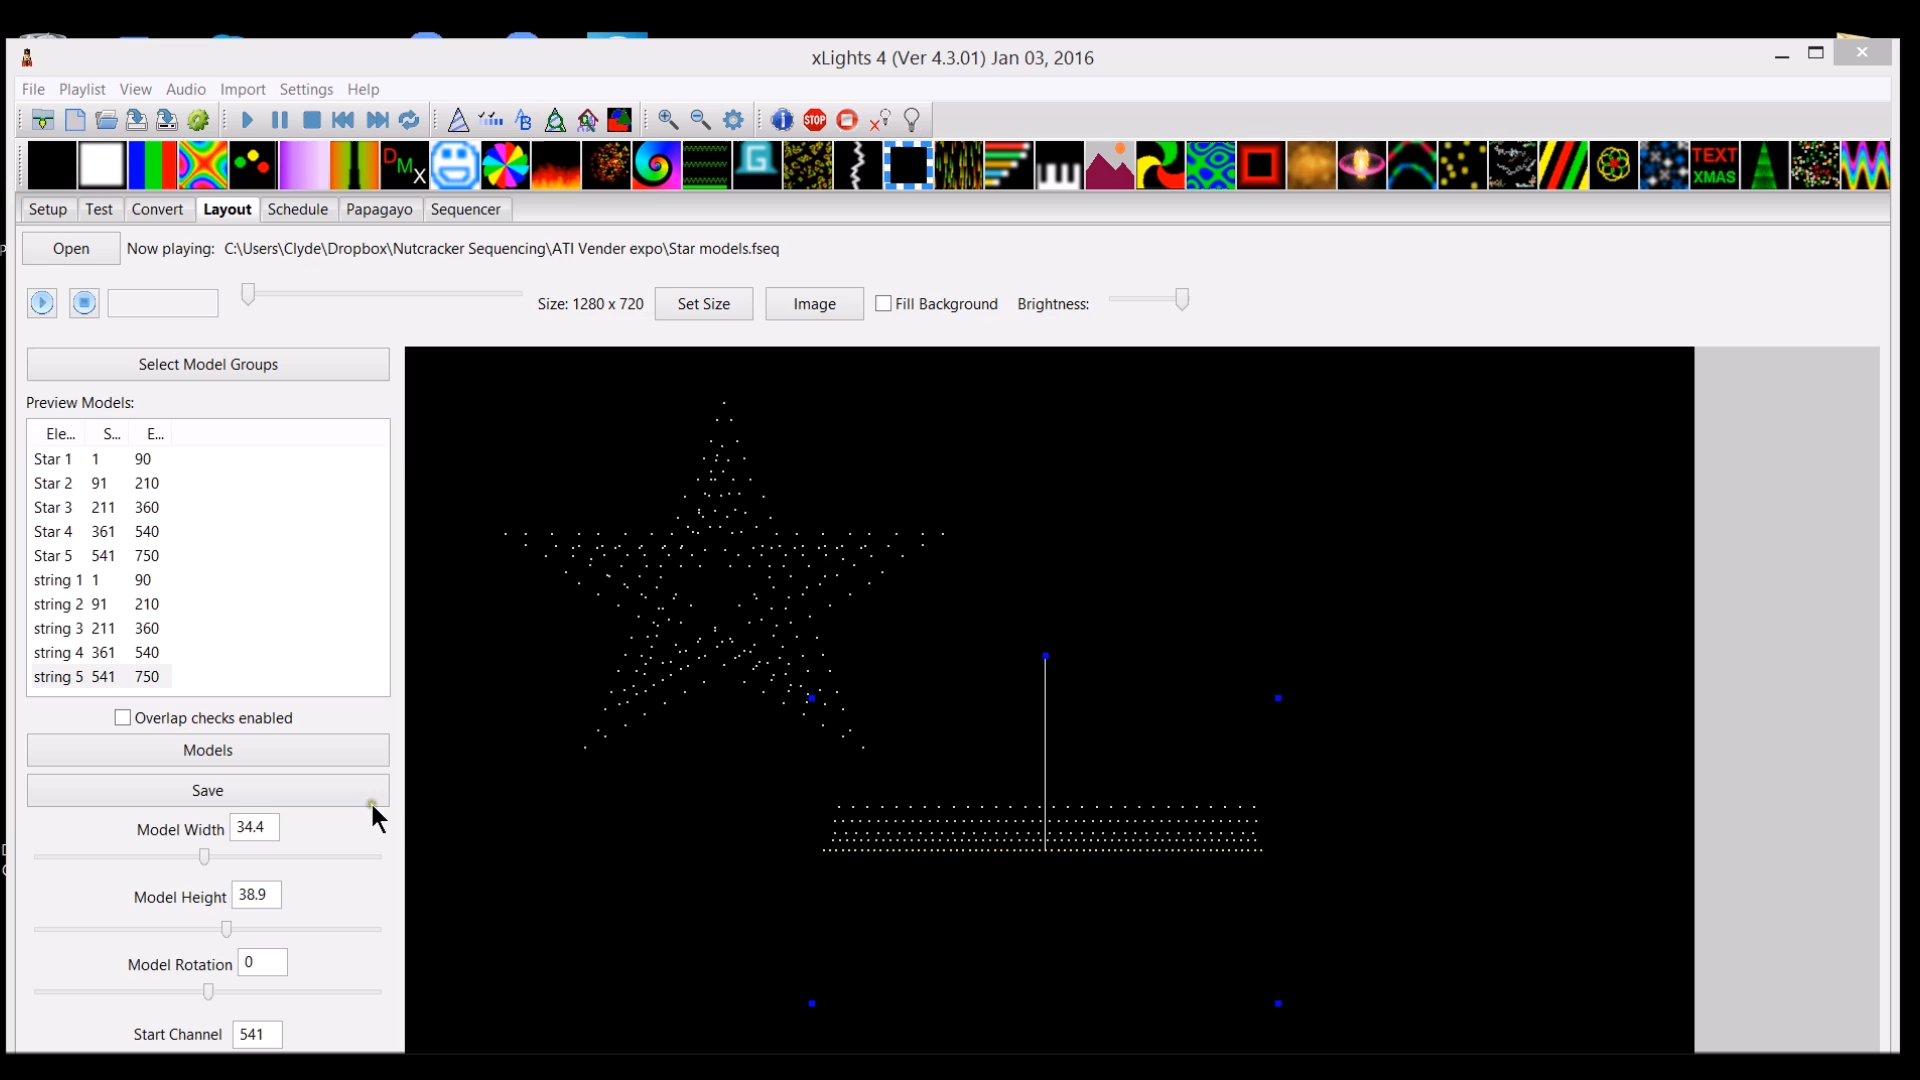 xLights 4 (Ver 4.3.01) Jan 03, 2016
File Playlist View Audio Import Settings Help
B STOP
DM X G TEXT XMAS
Setup Test Convert Layout Schedule Papagayo Sequencer
Open Now playing: C:\Users\Clyde\Dropbox\Nutcracker Sequencing\ATI Vender expo\Star models.fseq
Size: 1280 x 720 Set Size Image Fill Background Brightness:
Select Model Groups
Preview Models:
Ele... S... E...
Star 1 1 90
Star 2 91 210
Star 3 211 360
Star 4 361 540
Star 5 541 750
string 1 1 90
string 2 91 210
string 3 211 360
string 4 361 540
string 5 541 750
Overlap checks enabled
Models
Save
Model Width 34.4
Model Height 38.9
Model Rotation 0
Start Channel 541